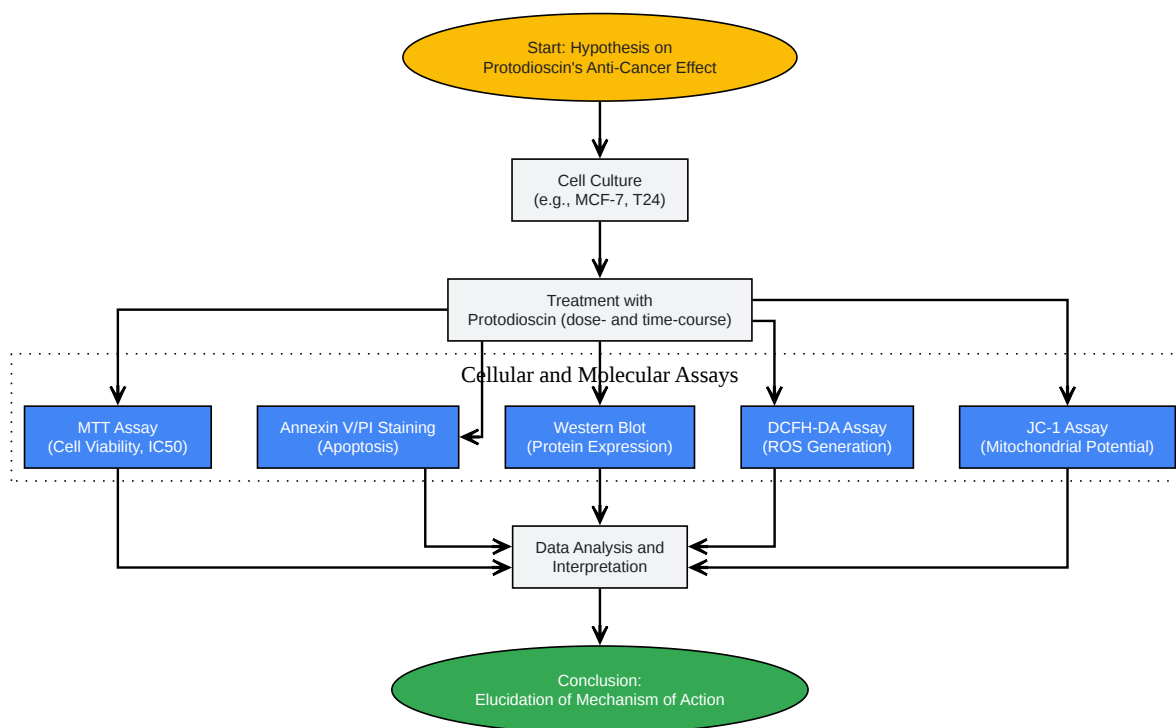 Start: Hypothesis on
Protodioscin's Anti-Cancer Effect
Cell Culture
(e.g., MCF-7, T24)
Treatment with
Protodioscin (dose- and time-course)
Cellular and Molecular Assays
MTT Assay
(Cell Viability, IC50)
Annexin V/PI Staining
(Apoptosis)
Western Blot
(Protein Expression)
DCFH-DA Assay
(ROS Generation)
JC-1 Assay
(Mitochondrial Potential)
Data Analysis and
Interpretation
Conclusion:
Elucidation of Mechanism of Action